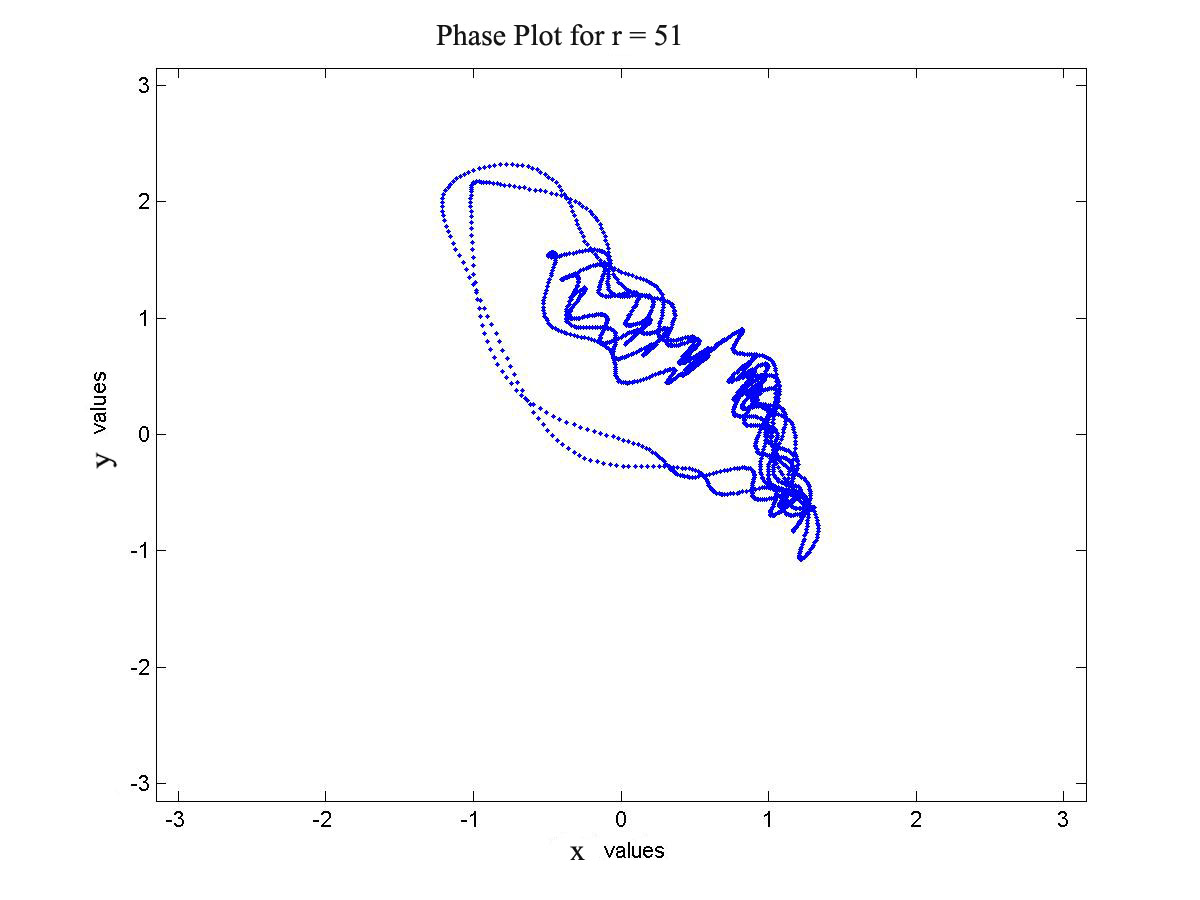 Phase Plot for r = 51
3
2
1
0
-1
-2
-3
y values
-3 -2 -1 0 1 2 3
x values